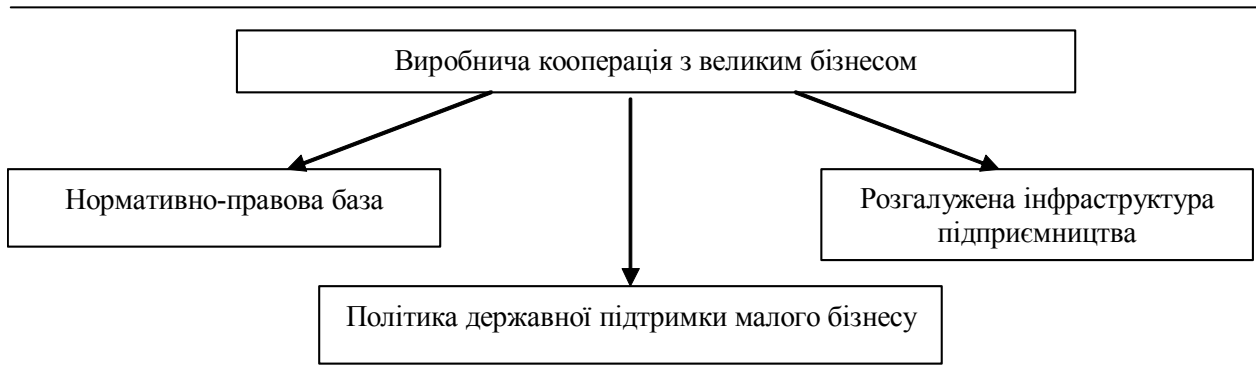 Виробнича кооперація з великим бізнесом
Нормативно-правова база
Розгалужена інфраструктура
підприємництва
Політика державної підтримки малого бізнесу